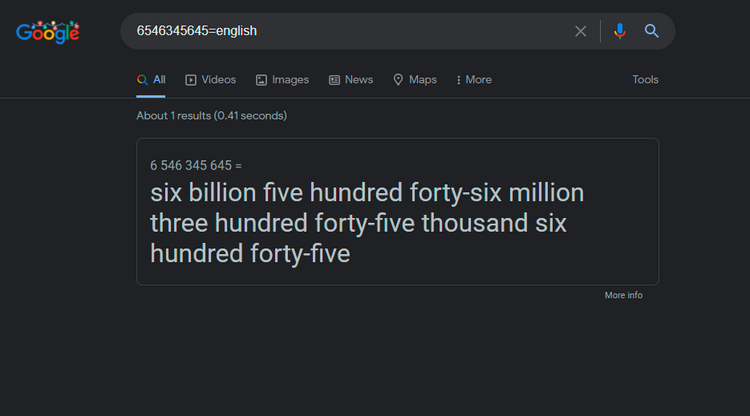 Google
6546345645=english
All Videos Images News Maps More Tools
About 1 results (0.41 seconds)
6 546 345 645 =
six billion five hundred forty-six million
three hundred forty-five thousand six
hundred forty-five
More info